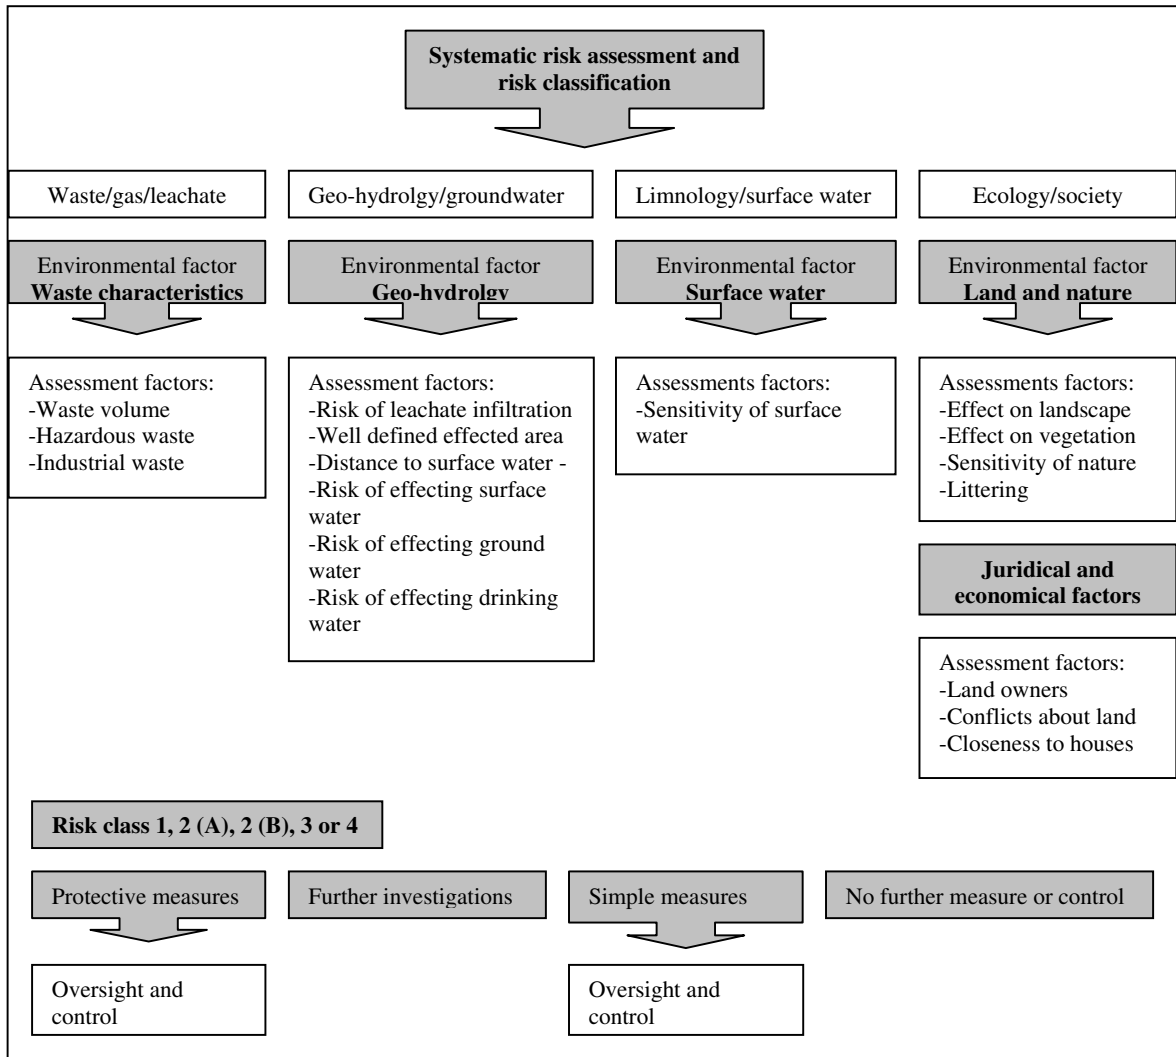 Systematic risk assessment and
risk classification
Waste/gas/leachate
Geo-hydrolgy/groundwater
Limnology/surface water
Ecology/society
Environmental factor
Waste characteristics
Environmental factor
Geo-hydrolgy
Environmental factor
Surface water
Environmental factor
Land and nature
Assessment factors:
-Waste volume
-Hazardous waste
-Industrial waste
Assessment factors:
-Risk of leachate infiltration
-Well defined effected area
-Distance to surface water -
-Risk of effecting surface
water
-Risk of effecting ground
water
-Risk of effecting drinking
water
Assessments factors:
-Sensitivity of surface
water
Assessments factors:
-Effect on landscape
-Effect on vegetation
-Sensitivity of nature
-Littering
Juridical and
economical factors
Assessment factors:
-Land owners
-Conflicts about land
-Closeness to houses
Risk class 1, 2 (A), 2 (B), 3 or 4
Protective measures
Further investigations
Simple measures
No further measure or control
Oversight and
control
Oversight and
control